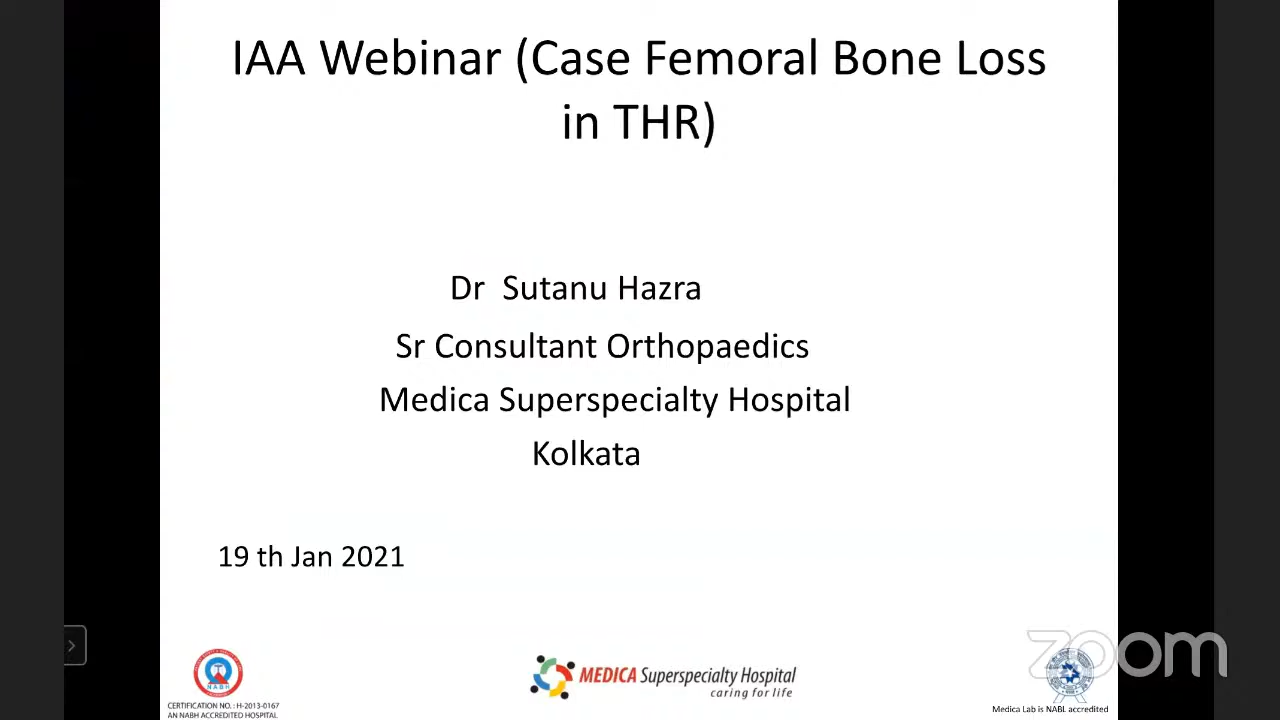 IAA Webinar (Case Femoral Bone Loss
in THR)
Dr Sutanu Hazra
Sr Consultant Orthopaedics
Medica Superspecialty Hospital
Kolkata
19 th Jan 2021
NABH
CERTIFICATION NO. : H-2013-0167
AN NABH ACCREDITED HOSPITAL
MEDICA Superspecialty Hospital
caring for life
zoom
Medica Lab is NABL accredited